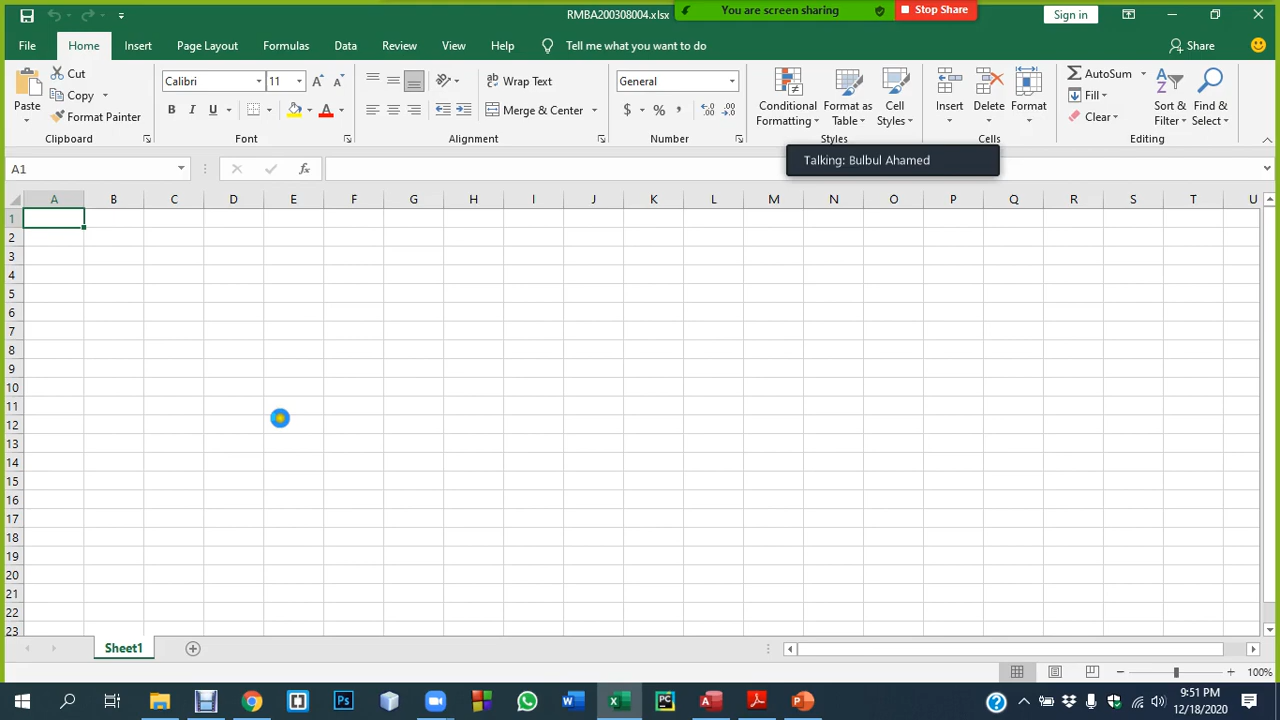 RMBA200308004.xlsx
You are screen sharing
Stop Share
Sign in
File Home Insert Page Layout Formulas Data Review View Help Tell me what you want to do Share
Paste
Cut
Copy
Format Painter
Clipboard
Calibri 11
B I U A
Font
Wrap Text
Merge & Center
Alignment
General
$ % ,
Number
Conditional Formatting
Format as Table
Cell Styles
Styles
Insert Delete Format
Cells
AutoSum
Fill
Clear
Sort & Filter
Find & Select
Editing
Talking: Bulbul Ahamed
A1 fx
A B C D E F G H I J K L M N O P Q R S T U
1
2
3
4
5
6
7
8
9
10
11
12
13
14
15
16
17
18
19
20
21
22
23
Sheet1
100%
9:51 PM
12/18/2020